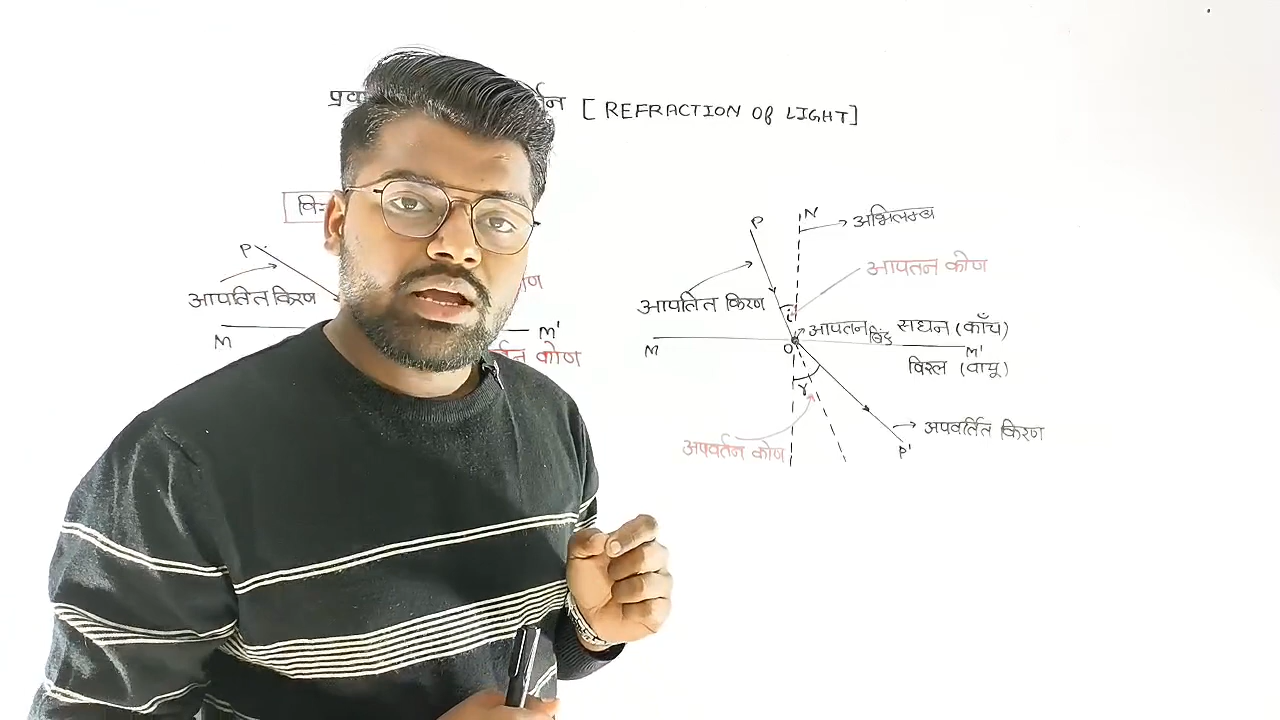 [REFRACTION Of LIGHT]
P
आपतित किरण
M
M'
कोण
P
N
अभिलम्ब
आपतन कोण
आपतित किरण
i
आपतन बिंदु
सघन (काँच)
M
O
M'
विरल (वायू)
r
अपवर्तित किरण
अपवर्तन कोण
P'